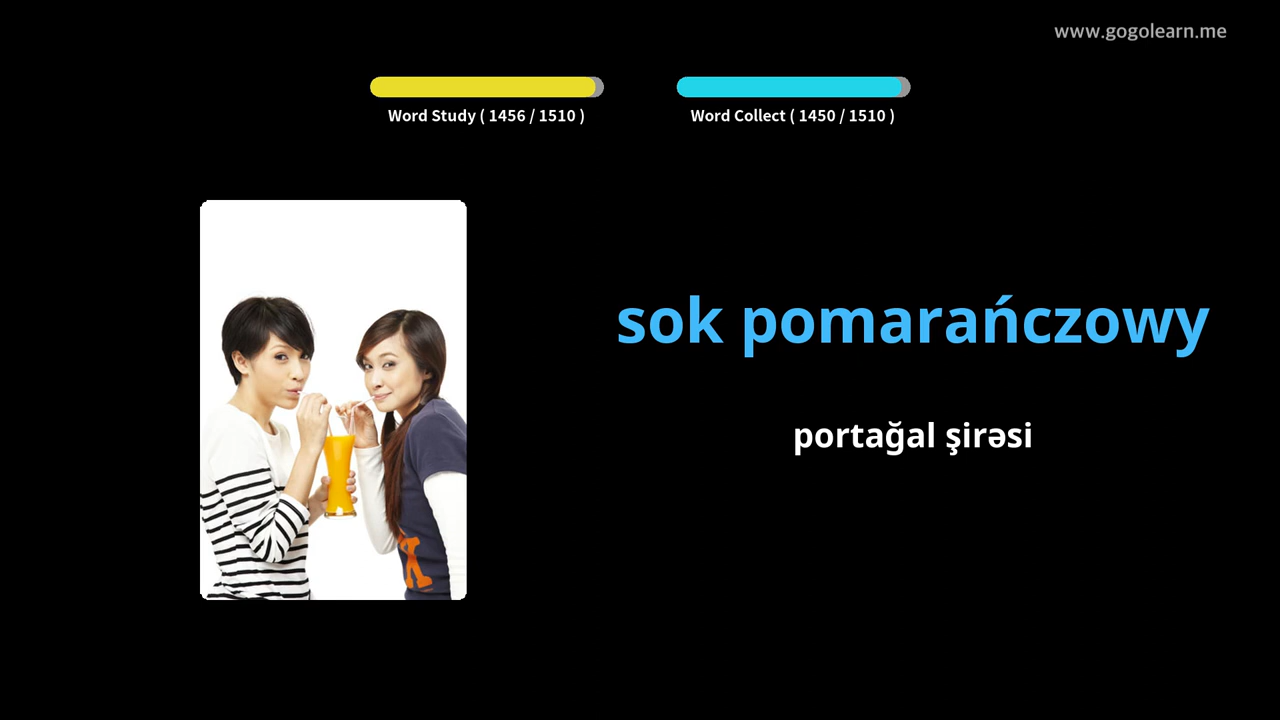 www.gogolearn.me
Word Study ( 1456 / 1510 )
Word Collect ( 1450 / 1510 )
sok pomarańczowy
portağal şirəsi